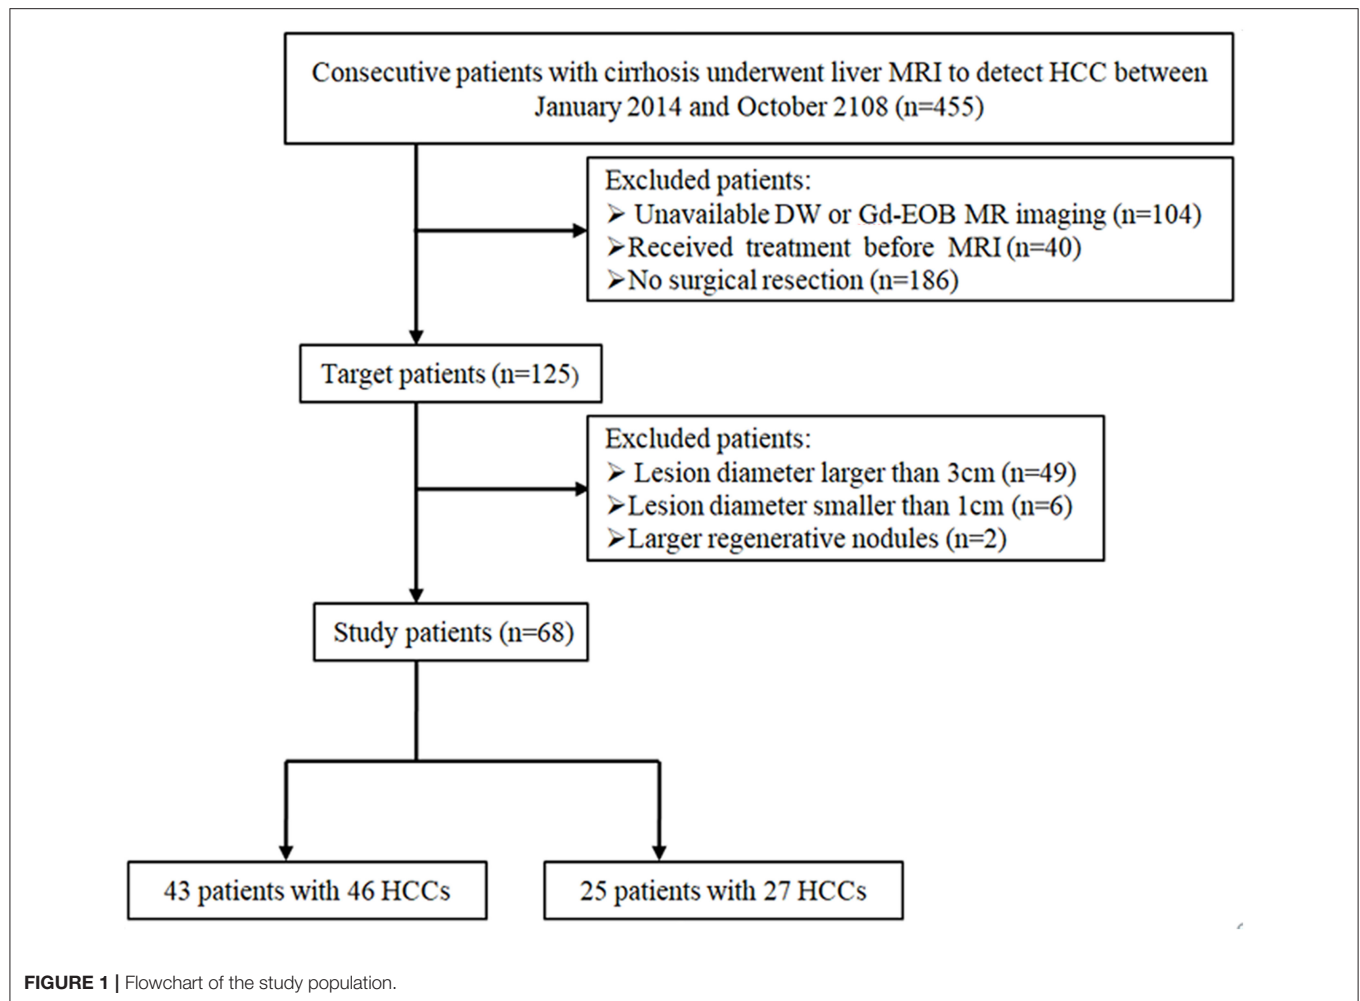 Consecutive patients with cirrhosis underwent liver MRI to detect HCC between
January 2014 and October 2108 (n=455)
Excluded patients:
➢ Unavailable DW or Gd-EOB MR imaging (n=104)
➢Received treatment before MRI (n=40)
➢No surgical resection (n=186)
Target patients (n=125)
Excluded patients:
➢ Lesion diameter larger than 3cm (n=49)
➢Lesion diameter smaller than 1cm (n=6)
➢Larger regenerative nodules (n=2)
Study patients (n=68)
43 patients with 46 HCCs
25 patients with 27 HCCs
FIGURE 1 | Flowchart of the study population.